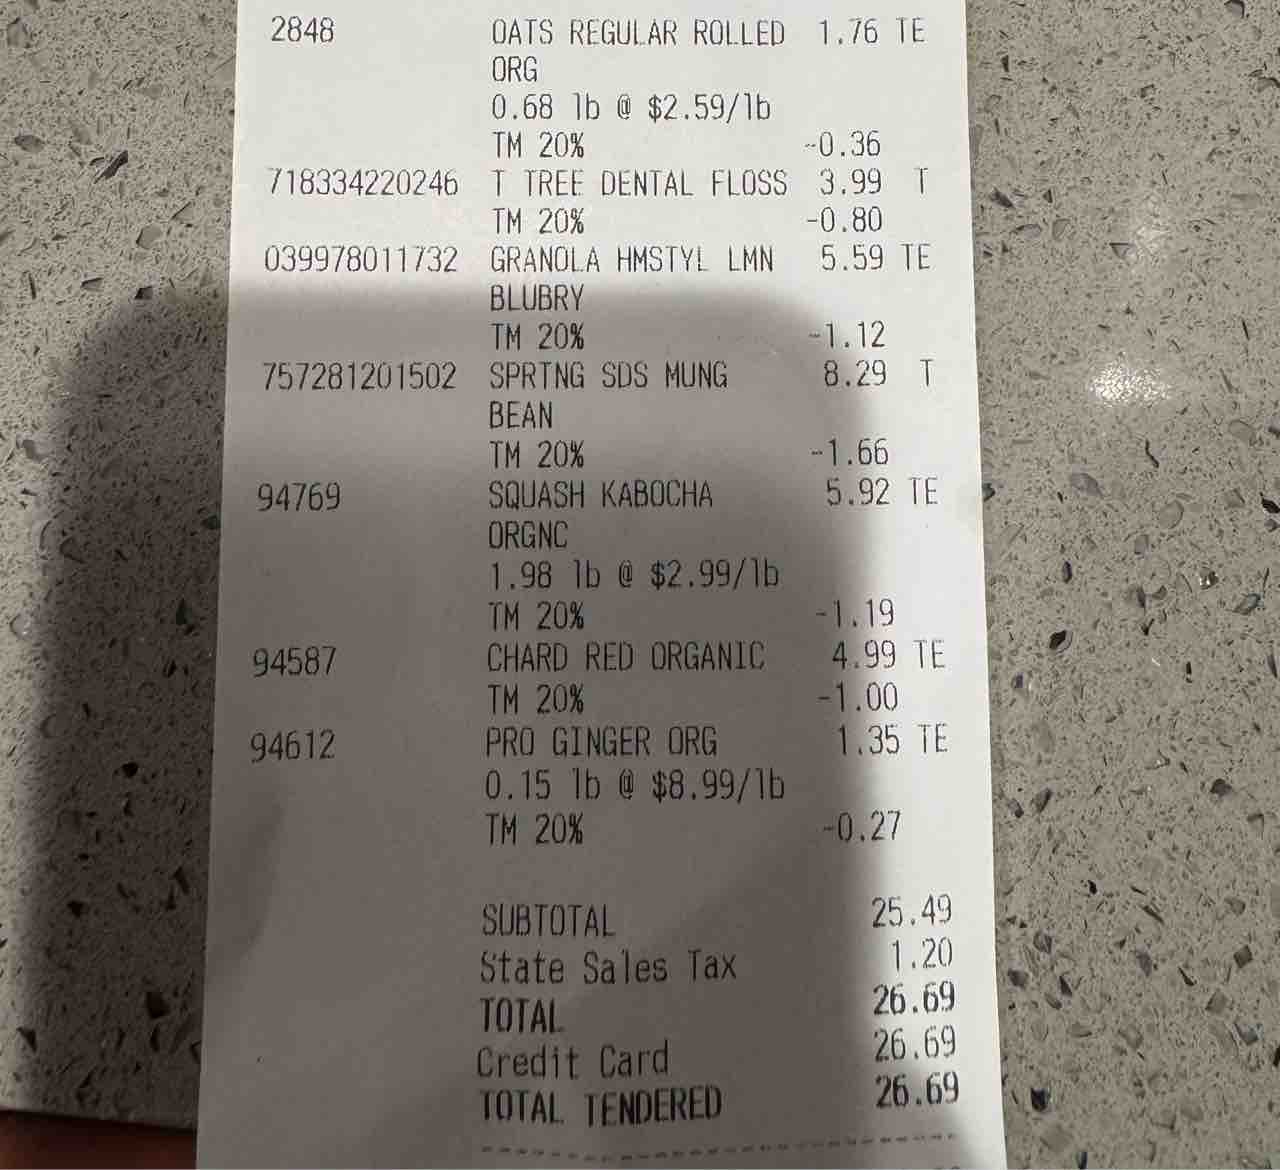 2848 OATS REGULAR ROLLED 1.76 TE
ORG
0.68 lb @ $2.59/lb
TM 20% -0.36
718334220246 T TREE DENTAL FLOSS 3.99 T
TM 20% -0.80
039978011732 GRANOLA HMSTYL LMN 5.59 TE
BLUBRY
TM 20% -1.12
757281201502 SPRTNG SDS MUNG 8.29 T
BEAN
TM 20% -1.66
94769 SQUASH KABOCHA 5.92 TE
ORGNC
1.98 lb @ $2.99/lb
TM 20% -1.19
94587 CHARD RED ORGANIC 4.99 TE
TM 20% -1.00
94612 PRO GINGER ORG 1.35 TE
0.15 lb @ $8.99/lb
TM 20% -0.27
SUBTOTAL 25.49
State Sales Tax 1.20
TOTAL 26.69
Credit Card 26.69
TOTAL TENDERED 26.69